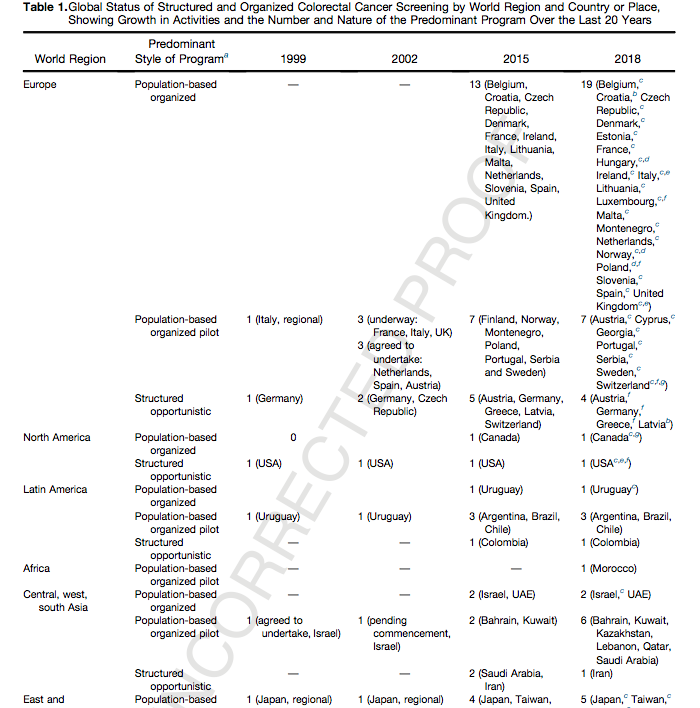 Table 1.Global Status of Structured and Organized Colorectal Cancer Screening by World Region and Country or Place,
Showing Growth in Activities and the Number and Nature of the Predominant Program Over the Last 20 Years
World Region Predominant Style of Programᵃ 1999 2002 2015 2018
Europe Population-based organized — — 13 (Belgium, Croatia, Czech Republic, Denmark, France, Ireland, Italy, Lithuania, Malta, Netherlands, Slovenia, Spain, United Kingdom.) 19 (Belgium,ᶜ Croatia,ᵇ Czech Republic,ᶜ Denmark,ᶜ Estonia,ᶜ France,ᶜ Hungary,ᶜ,ᵈ Ireland,ᶜ Italy,ᶜ,ᵉ Lithuania,ᶜ Luxembourg,ᶜ,ᶠ Malta,ᶜ Montenegro,ᶜ Netherlands,ᶜ Norway,ᶜ,ᵈ Poland,ᵈ,ᶠ Slovenia,ᶜ Spain,ᶜ United Kingdomᶜ,ᵉ)
Population-based organized pilot 1 (Italy, regional) 3 (underway: France, Italy, UK) 3 (agreed to undertake: Netherlands, Spain, Austria) 7 (Finland, Norway, Montenegro, Poland, Portugal, Serbia and Sweden) 7 (Austria,ᶜ Cyprus,ᶜ Georgia,ᶜ Portugal,ᶜ Serbia,ᶜ Sweden,ᶜ Switzerlandᶜ,ᶠ,ᵍ)
Structured opportunistic 1 (Germany) 2 (Germany, Czech Republic) 5 (Austria, Germany, Greece, Latvia, Switzerland) 4 (Austria,ᶠ Germany,ᶠ Greece,ᶠ Latviaᵇ)
North America Population-based organized 0 1 (Canada) 1 (Canadaᶜ,ᵍ)
Structured opportunistic 1 (USA) 1 (USA) 1 (USA) 1 (USAᶜ,ᵉ,ᶠ)
Latin America Population-based organized 1 (Uruguay) 1 (Uruguayᶜ)
Population-based organized pilot 1 (Uruguay) 1 (Uruguay) 3 (Argentina, Brazil, Chile) 3 (Argentina, Brazil, Chile)
Structured opportunistic — — 1 (Colombia) 1 (Colombia)
Africa Population-based organized pilot — — — 1 (Morocco)
Central, west, south Asia Population-based organized — — 2 (Israel, UAE) 2 (Israel,ᶜ UAE)
Population-based organized pilot 1 (agreed to undertake, Israel) 1 (pending commencement, Israel) 2 (Bahrain, Kuwait) 6 (Bahrain, Kuwait, Kazakhstan, Lebanon, Qatar, Saudi Arabia)
Structured opportunistic — — 2 (Saudi Arabia, Iran) 1 (Iran)
East and Population-based 1 (Japan, regional) 1 (Japan, regional) 4 (Japan, Taiwan, 5 (Japan,ᶜ Taiwan,ᶜ
NCORRECTED PROOF